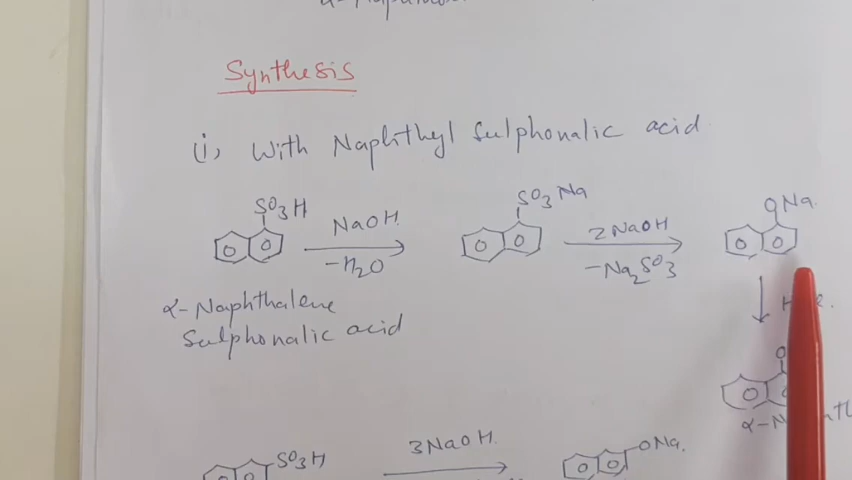 Synthesis
(i) With Naphthyl Sulphonalic acid
SO3H NaOH -H2O SO3Na 2NaOH -Na2SO3 ONa
α-Naphthalene
Sulphonalic acid
SO3H 3NaOH ONa